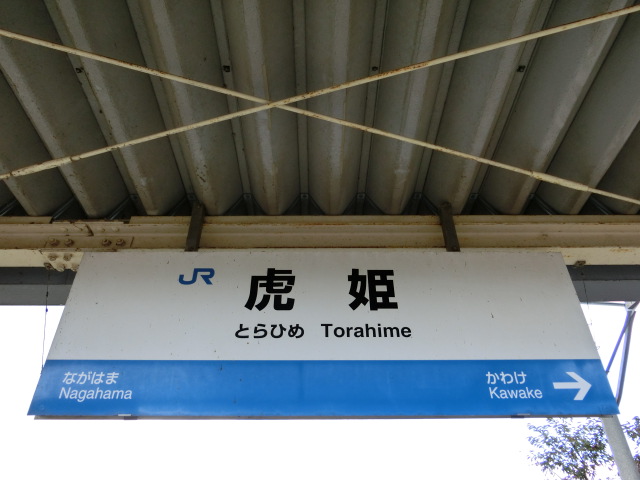 JR 虎姫
とらひめ Torahime
ながはま
Nagahama
かわけ
Kawake
→